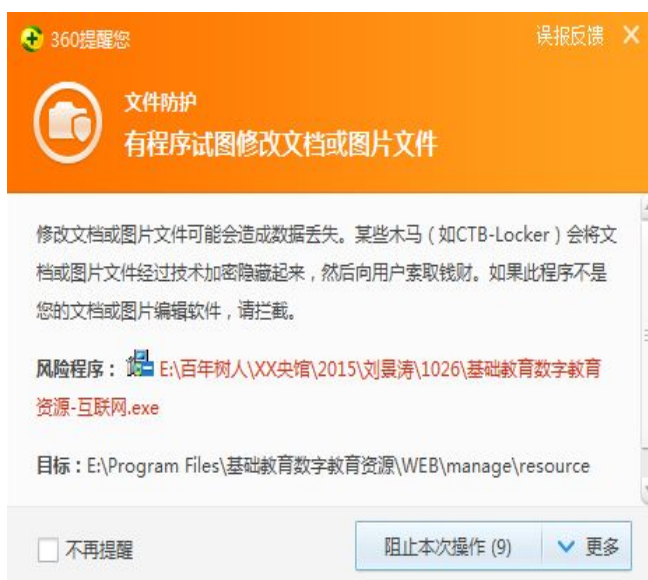 360提醒您
误报反馈
文件防护
有程序试图修改文档或图片文件
修改文档或图片文件可能会造成数据丢失。某些木马(如CTB-Locker)会将文
档或图片文件经过技术加密隐藏起来,然后向用户索取钱财。如果此程序不是
您的文档或图片编辑软件,请拦截。
风险程序: E:\百年树人\XX央馆\2015\刘景涛\1026\基础教育数字教育
资源-互联网.exe
目标:E:\Program Files\基础教育数字教育资源\WEB\manage\resource
不再提醒
阻止本次操作 (9)
更多